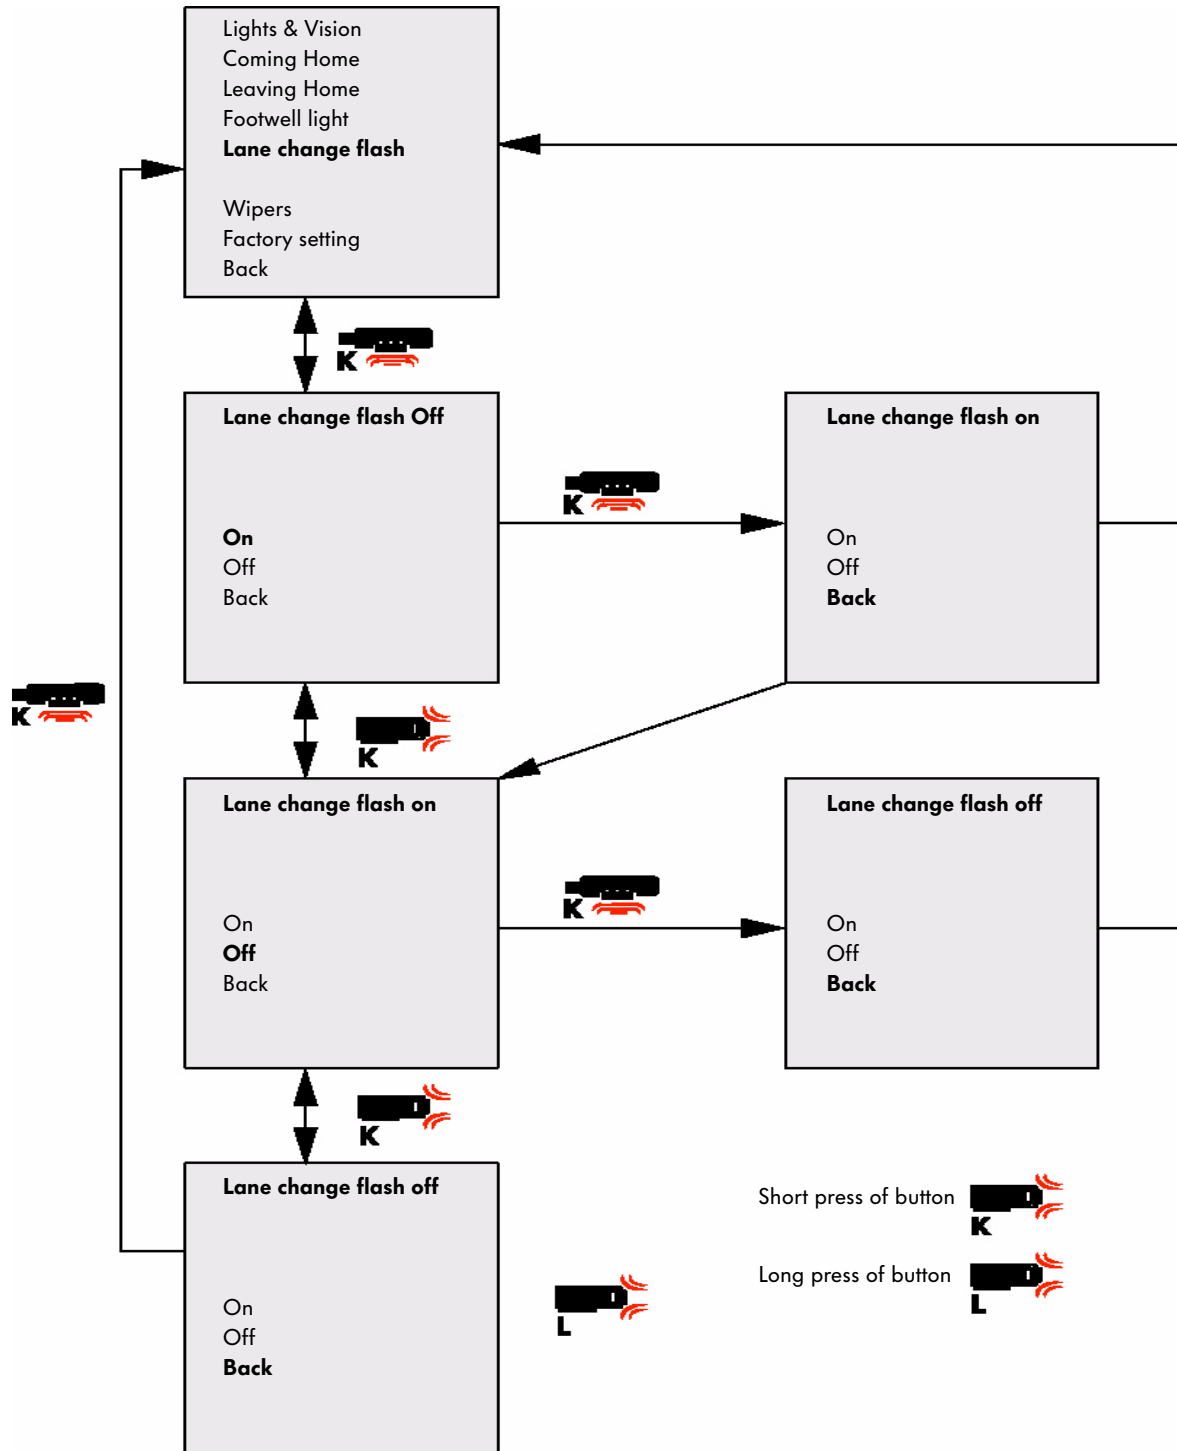 Lights & Vision
Coming Home
Leaving Home
Footwell light
Lane change flash
Wipers
Factory setting
Back
K
Lane change flash Off
On
Off
Back
K
Lane change flash on
On
Off
Back
K
K
Lane change flash on
On
Off
Back
K
Lane change flash off
On
Off
Back
K
Lane change flash off
On
Off
Back
L
Short press of button
K
Long press of button
L